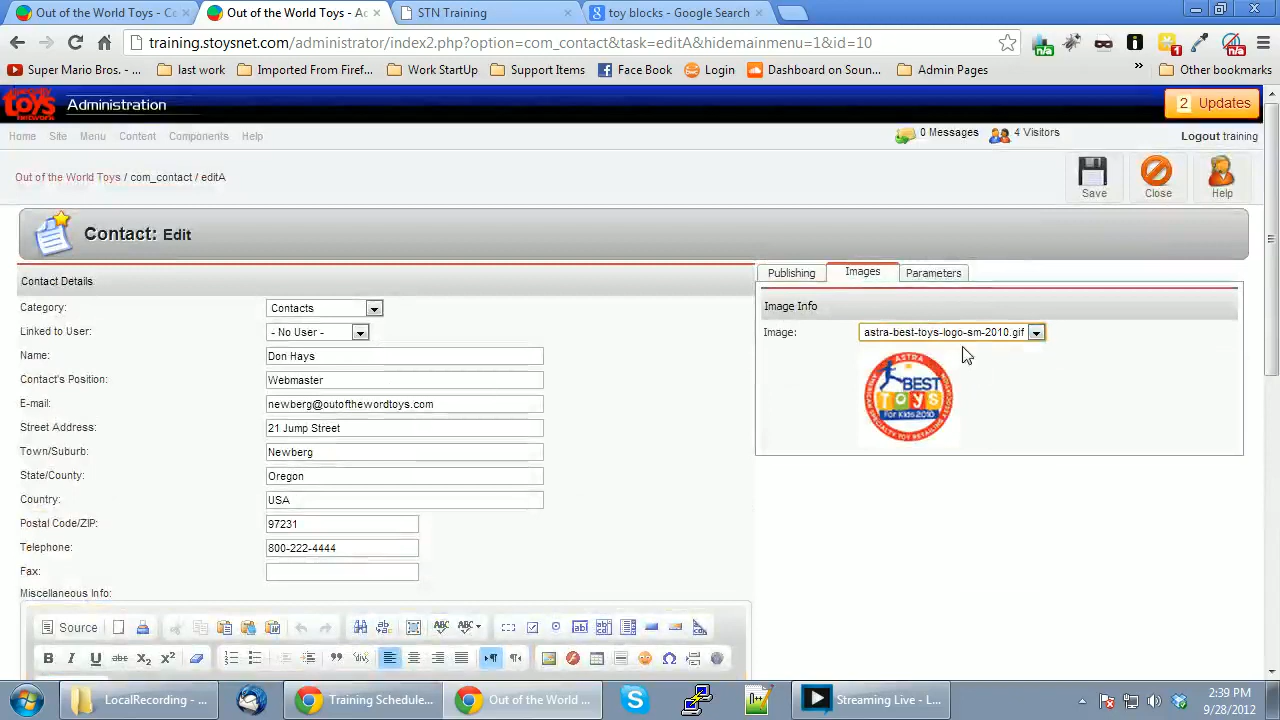 Out of the World Toys - Co
Out of the World Toys - Ac
STN Training
toy blocks - Google Search
training.stoysnet.com/administrator/index2.php?option=com_contact&task=editA&hidemainmenu=1&id=10
Super Mario Bros. - ...
last work
Imported From Firef...
Work StartUp
Support Items
Face Book
Login
Dashboard on Soun...
Admin Pages
Other bookmarks
toys Administration
2 Updates
Home Site Menu Content Components Help
0 Messages 4 Visitors
Logout training
Out of the World Toys / com_contact / editA
Save Close Help
Contact: Edit
Publishing Images Parameters
Contact Details
Image Info
Category: Contacts
Image: astra-best-toys-logo-sm-2010.gif
Linked to User: - No User -
ASTRA
BEST
TOYS
For Kids 2010
AMERICAN SPECIALTY TOY RETAILING ASSOCIATION
Name: Don Hays
Contact's Position: Webmaster
E-mail: newberg@outofthewordtoys.com
Street Address: 21 Jump Street
Town/Suburb: Newberg
State/County: Oregon
Country: USA
Postal Code/ZIP: 97231
Telephone: 800-222-4444
Fax:
Miscellaneous Info:
Source
LocalRecording - ...
Training Schedule...
Out of the World ...
Streaming Live - L...
2:39 PM
9/28/2012